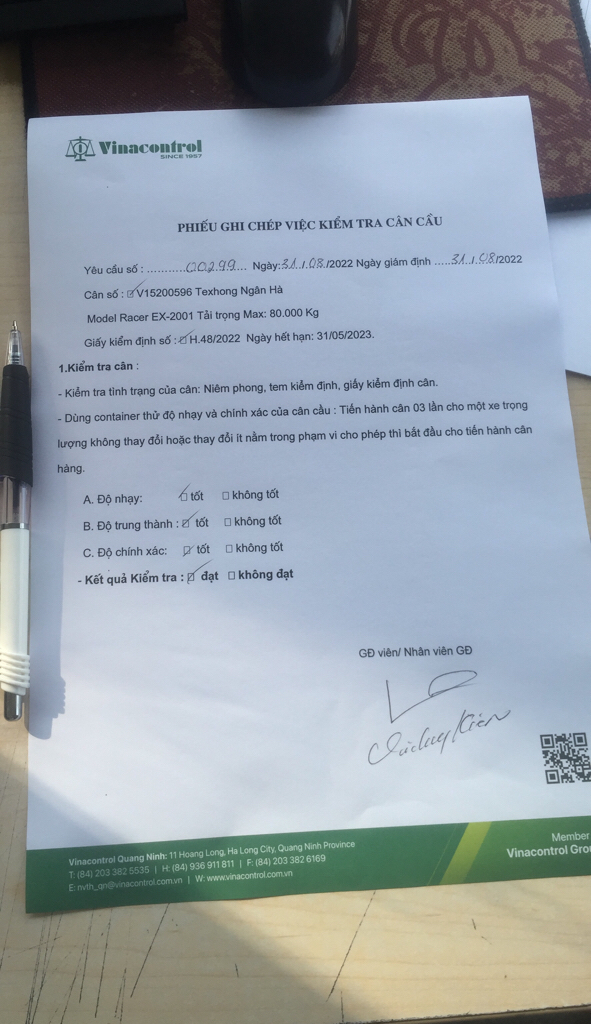 Vinacontrol
SINCE 1957
PHIẾU GHI CHÉP VIỆC KIỂM TRA CÂN CẦU
Yêu cầu số : ...........00299.... Ngày:31./.08./2022 Ngày giám định .....31../.08/2022
Cân số : ☑ V15200596 Texhong Ngân Hà
Model Racer EX-2001 Tải trọng Max: 80.000 Kg
Giấy kiểm định số : ☑ H.48/2022 Ngày hết hạn: 31/05/2023.
1.Kiểm tra cân :
- Kiểm tra tình trạng của cân: Niêm phong, tem kiểm định, giấy kiểm định cân.
- Dùng container thử độ nhạy và chính xác của cân cầu : Tiến hành cân 03 lần cho một xe trọng
lượng không thay đổi hoặc thay đổi ít nằm trong phạm vi cho phép thì bắt đầu cho tiến hành cân
hàng.
A. Độ nhạy: ☑ tốt ☐ không tốt
B. Độ trung thành : ☑ tốt ☐ không tốt
C. Độ chính xác: ☑ tốt ☐ không tốt
- Kết quả Kiểm tra : ☑ đạt ☐ không đạt
GĐ viên/ Nhân viên GĐ
Vinacontrol Quang Ninh: 11 Hoang Long, Ha Long City, Quang Ninh Province
T: (84) 203 382 5535 | H: (84) 936 911 811 | F: (84) 203 382 6169
E: nvth_qn@vinacontrol.com.vn | W: www.vinacontrol.com.vn
Member
Vinacontrol Gro